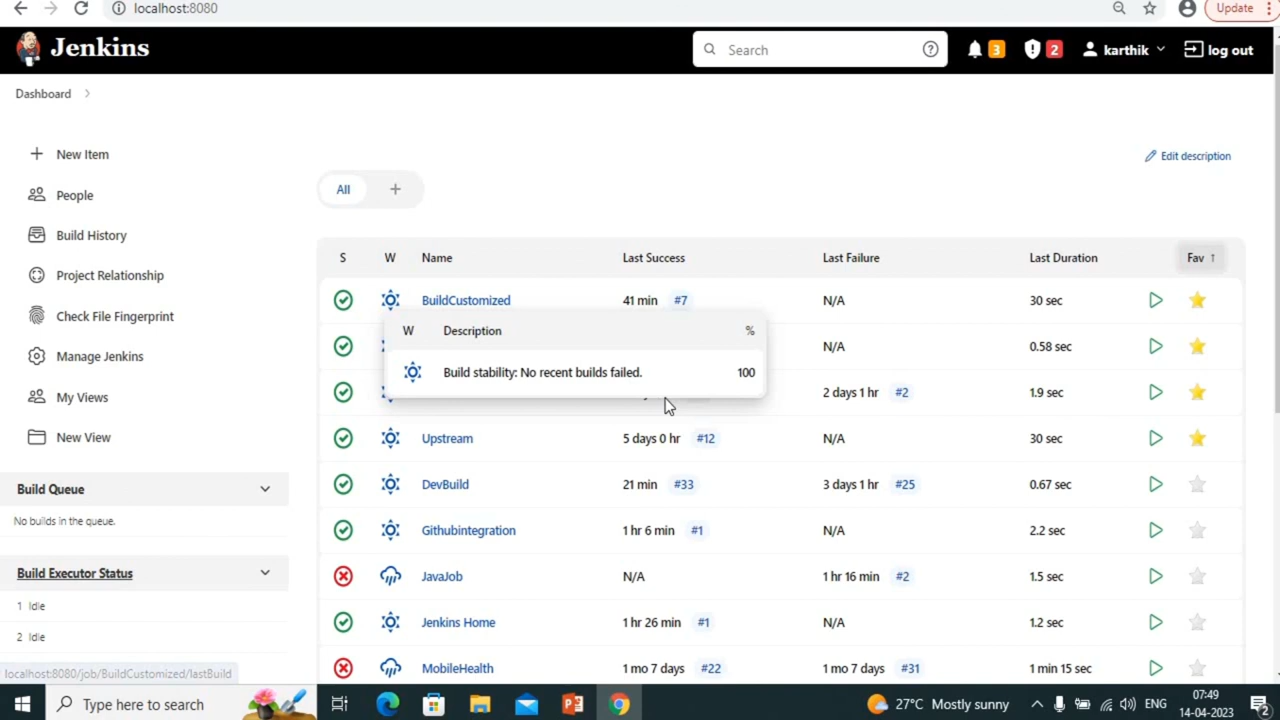 localhost:8080
Update
Jenkins
Search
3
2
karthik
log out
Dashboard
New Item
People
Build History
Project Relationship
Check File Fingerprint
Manage Jenkins
My Views
New View
Build Queue
No builds in the queue.
Build Executor Status
1 Idle
2 Idle
Edit description
All
S W Name Last Success Last Failure Last Duration Fav ↑
BuildCustomized 41 min #7 N/A 30 sec
W Description %
N/A 0.58 sec
Build stability: No recent builds failed. 100
2 days 1 hr #2 1.9 sec
Upstream 5 days 0 hr #12 N/A 30 sec
DevBuild 21 min #33 3 days 1 hr #25 0.67 sec
Githubintegration 1 hr 6 min #1 N/A 2.2 sec
JavaJob N/A 1 hr 16 min #2 1.5 sec
Jenkins Home 1 hr 26 min #1 N/A 1.2 sec
MobileHealth 1 mo 7 days #22 1 mo 7 days #31 1 min 15 sec
localhost:8080/job/BuildCustomized/lastBuild
Type here to search
27°C Mostly sunny
ENG
07:49
14-04-2023
2